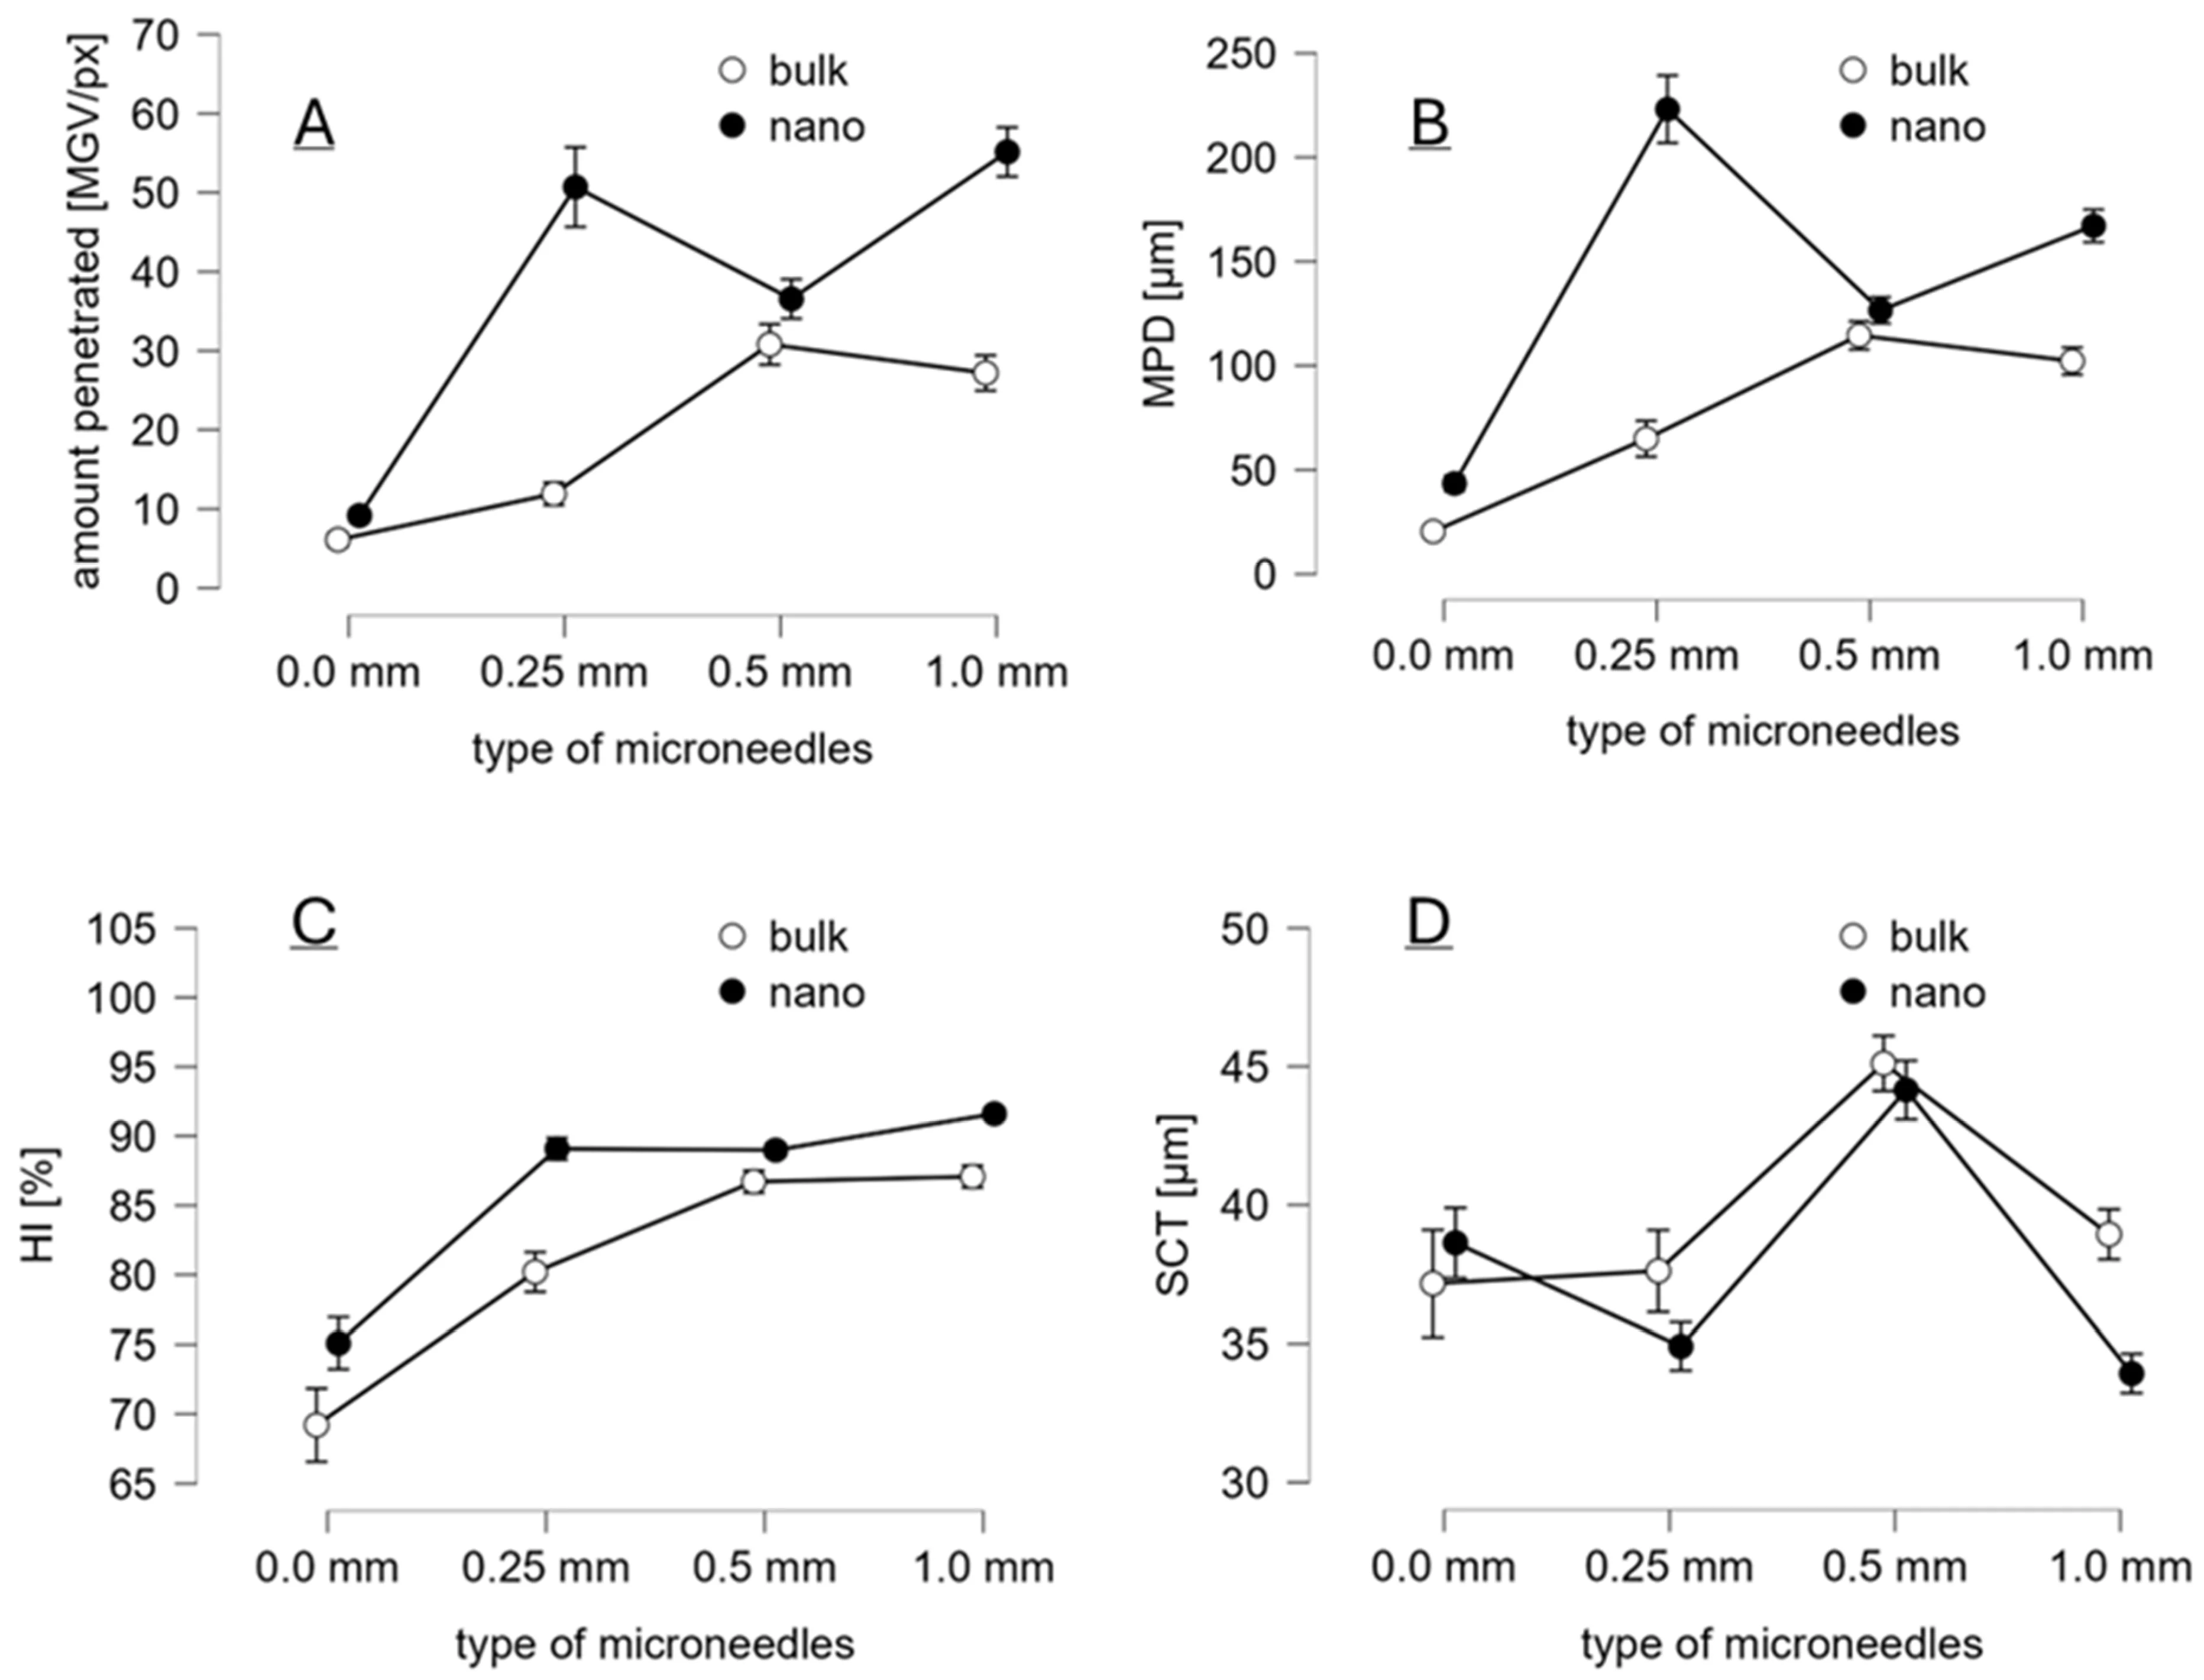 A
bulk
nano
70
60
50
40
30
20
10
0
amount penetrated [MGV/px]
0.0 mm 0.25 mm 0.5 mm 1.0 mm
type of microneedles
B
bulk
nano
250
200
150
100
50
0
MPD [µm]
0.0 mm 0.25 mm 0.5 mm 1.0 mm
type of microneedles
C
bulk
nano
105
100
95
90
85
80
75
70
65
HI [%]
0.0 mm 0.25 mm 0.5 mm 1.0 mm
type of microneedles
D
bulk
nano
50
45
40
35
30
SCT [µm]
0.0 mm 0.25 mm 0.5 mm 1.0 mm
type of microneedles